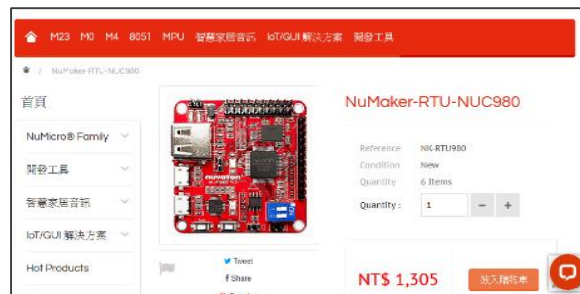 M23 M0 M4 8051 MPU 智慧家居音訊 IoT/GUI 解決方案 開發工具
/ NuMaker-RTU-NUC980
首頁
NuMicro® Family
開發工具
智慧家居音訊
IoT/GUI 解決方案
Hot Products
nuvoTon
Tweet
Share
NuMaker-RTU-NUC980
Reference NK-RTU980
Condition New
Quantity 6 Items
Quantity : 1 − +
NT$ 1,305
放入購物車